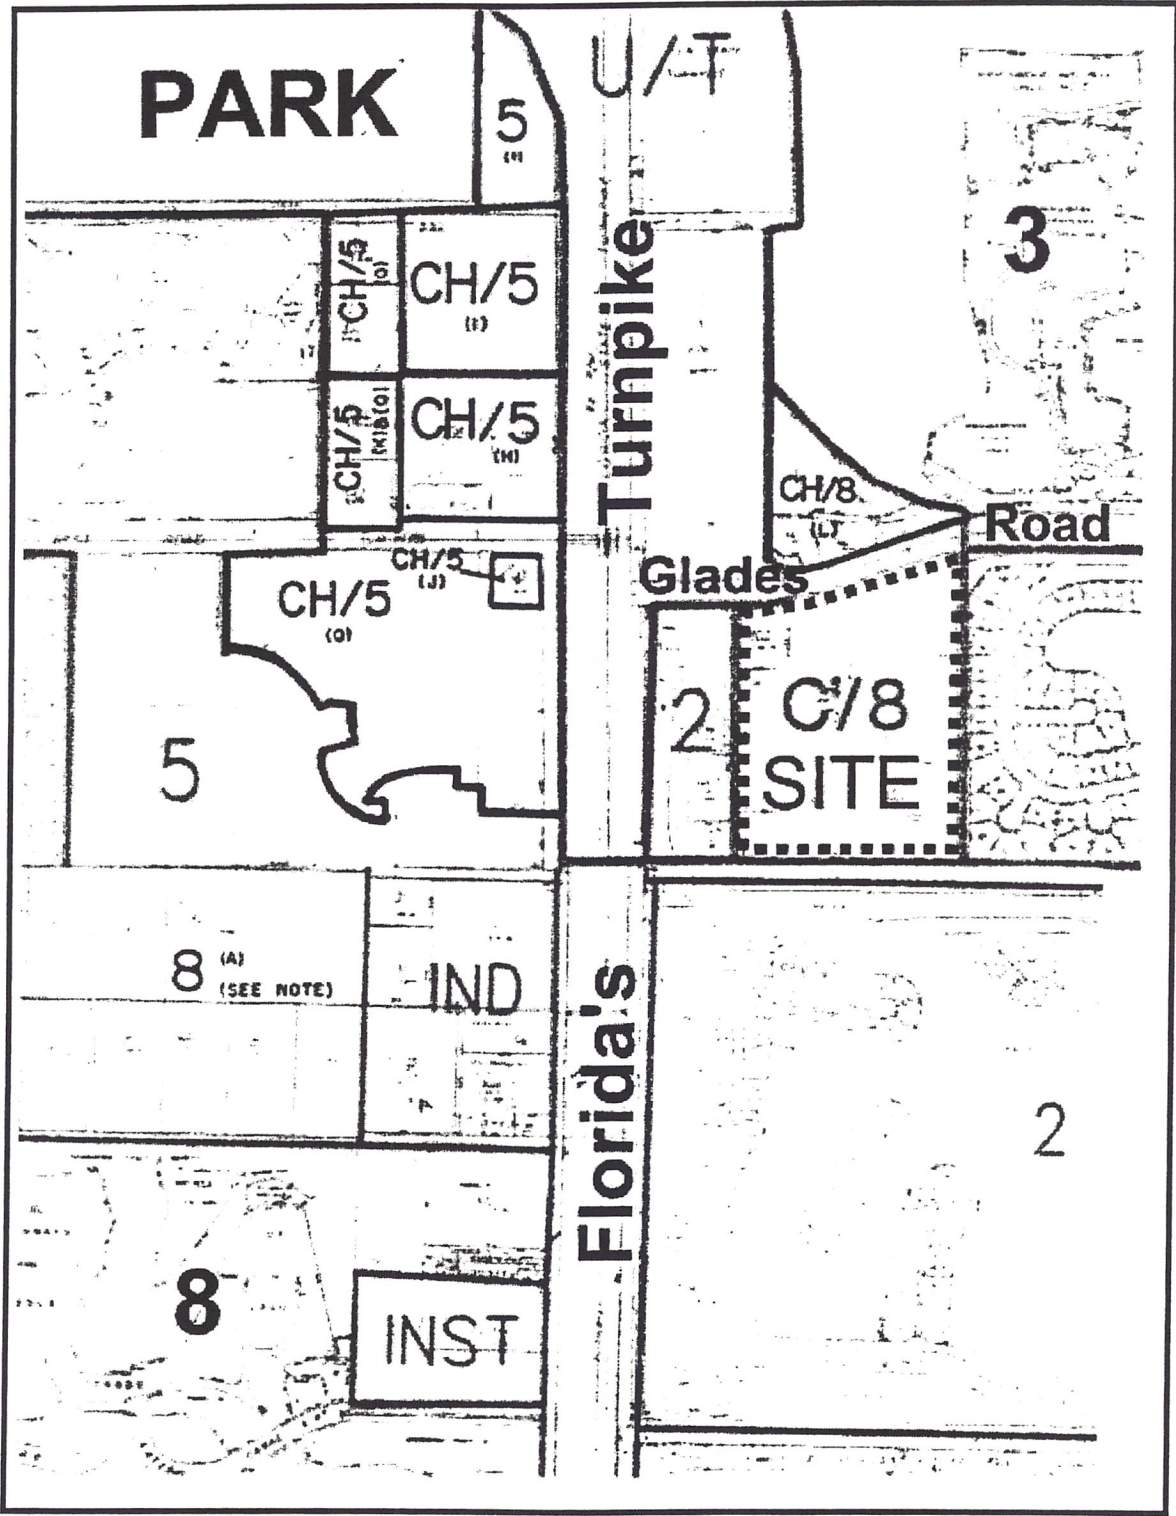 PARK
5
U/T
3
CH/5
(O)
CH/5
(I)
CH/5
(K)&(O)
CH/5
(H)
Turnpike
CH/8
(L)
Road
Glades
CH/5
(J)
CH/5
(O)
5
2
C/8
SITE
8 (A)
(SEE NOTE)
IND
Florida's
2
8
INST